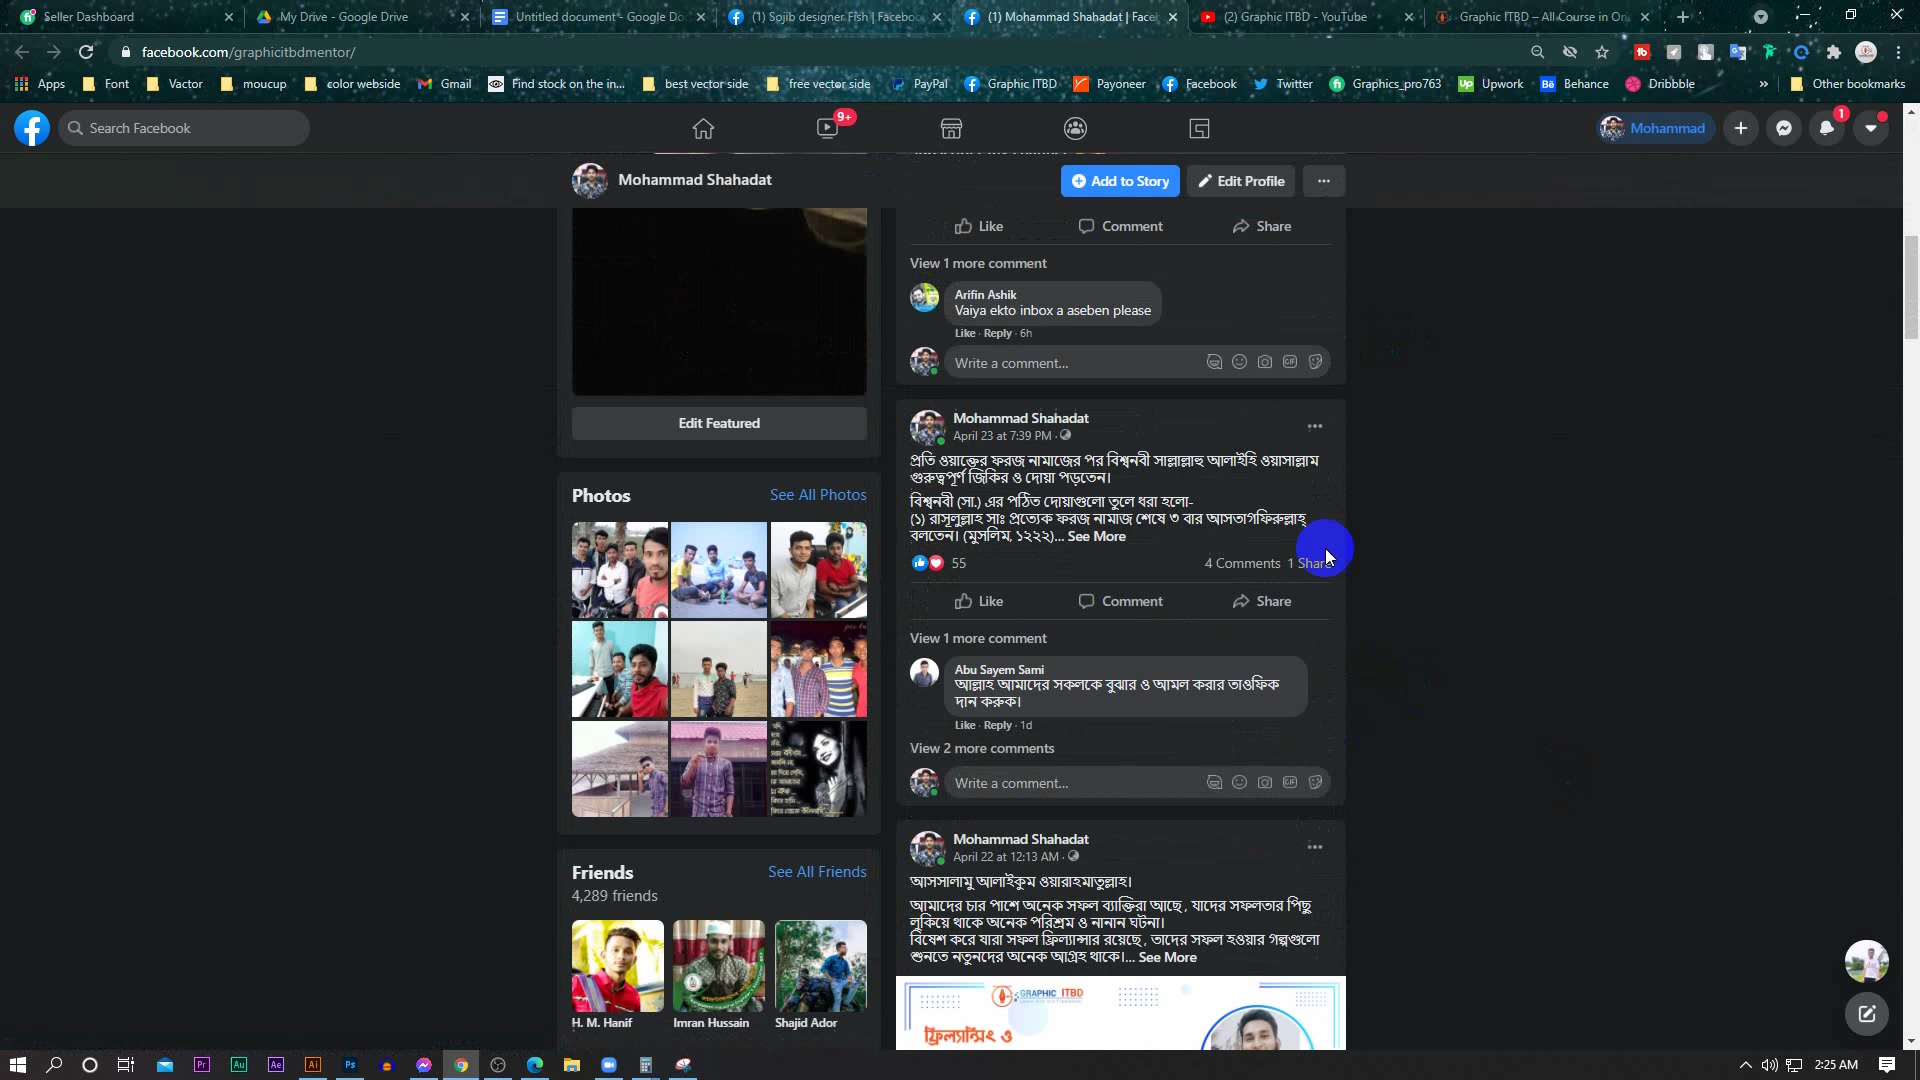 Seller Dashboard
My Drive - Google Drive
Untitled document - Google Do
(1) Sojib designer Fish | Faceboo
(1) Mohammad Shahadat | Face
(2) Graphic ITBD - YouTube
Graphic ITBD – All Course in On
facebook.com/graphicitbdmentor/
Apps
Font
Vactor
moucup
color webside
Gmail
Find stock on the in...
best vector side
free vector side
PayPal
Graphic ITBD
Payoneer
Facebook
Twitter
Graphics_pro763
Upwork
Behance
Dribbble
»
Other bookmarks
Search Facebook
9+
Mohammad
1
Mohammad Shahadat
Add to Story
Edit Profile
Edit Featured
Photos
See All Photos
Friends
See All Friends
4,289 friends
H. M. Hanif
Imran Hussain
Shajid Ador
Like
Comment
Share
View 1 more comment
Arifin Ashik
Vaiya ekto inbox a aseben please
Like · Reply · 6h
Write a comment...
Mohammad Shahadat
April 23 at 7:39 PM ·
প্রতি ওয়াক্তের ফরজ নামাজের পর বিশ্বনবী সাল্লাল্লাহু আলাইহি ওয়াসাল্লাম
গুরুত্বপূর্ণ জিকির ও দোয়া পড়তেন।
বিশ্বনবী (সা.) এর পঠিত দোয়াগুলো তুলে ধরা হলো-
(১) রাসূলুল্লাহ সাঃ প্রত্যেক ফরজ নামাজ শেষে ৩ বার আসতাগফিরুল্লাহ্
বলতেন। (মুসলিম, ১২২২)... See More
55
4 Comments 1 Share
Like
Comment
Share
View 1 more comment
Abu Sayem Sami
আল্লাহ আমাদের সকলকে বুঝার ও আমল করার তাওফিক
দান করুক।
Like · Reply · 1d
View 2 more comments
Write a comment...
Mohammad Shahadat
April 22 at 12:13 AM ·
আসসালামু আলাইকুম ওয়ারাহমাতুল্লাহ।
আমাদের চার পাশে অনেক সফল ব্যাক্তিরা আছে, যাদের সফলতার পিছু
লুকিয়ে থাকে অনেক পরিশ্রম ও নানান ঘটনা।
বিষেশ করে যারা সফল ফ্রিল্যান্সার রয়েছে, তাদের সফল হওয়ার গল্পগুলো
শুনতে নতুনদের অনেক আগ্রহ থাকে।... See More
GRAPHIC ITBD
ফ্রিল্যান্সিং ও
2:25 AM